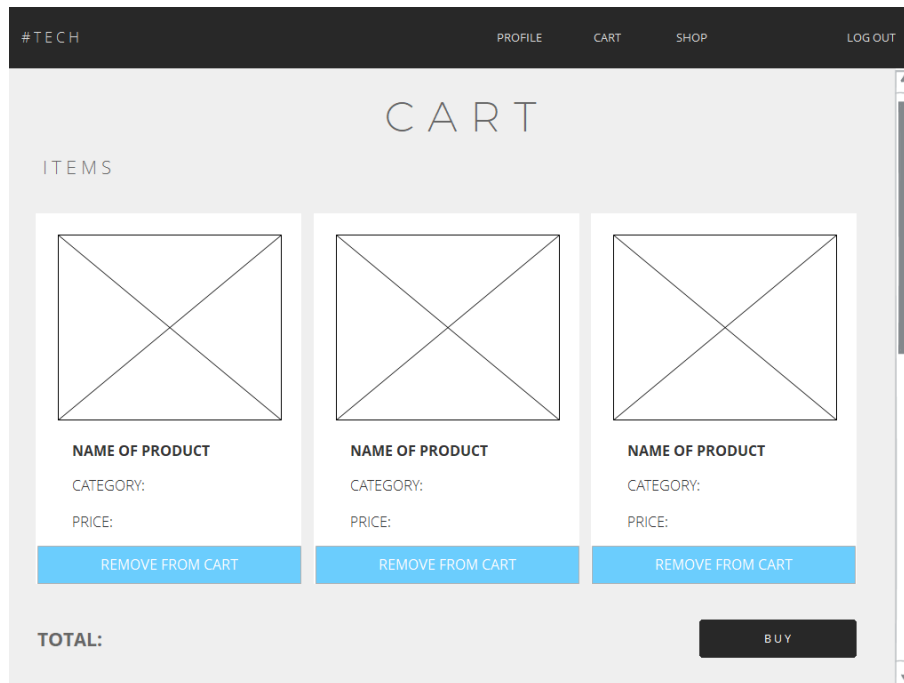 #TECH PROFILE CART SHOP LOG OUT
CART
ITEMS
NAME OF PRODUCT NAME OF PRODUCT NAME OF PRODUCT
CATEGORY: CATEGORY: CATEGORY:
PRICE: PRICE: PRICE:
REMOVE FROM CART REMOVE FROM CART REMOVE FROM CART
TOTAL: BUY